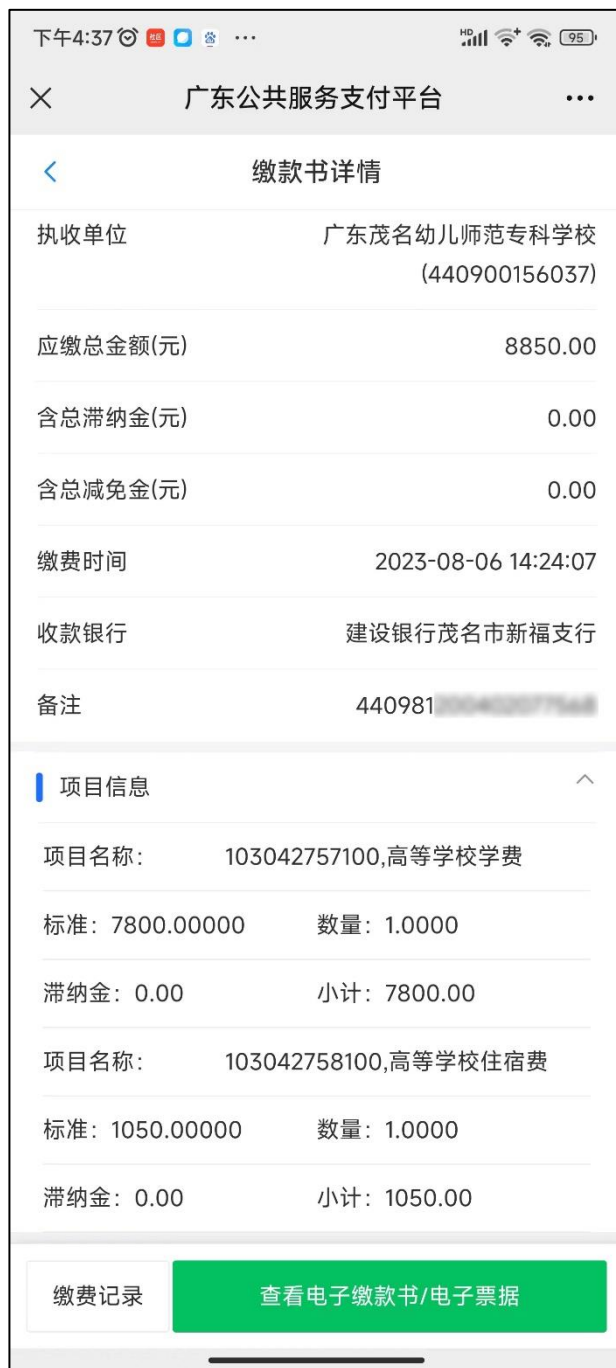 下午4:37
HD
95
广东公共服务支付平台
缴款书详情
执收单位 广东茂名幼儿师范专科学校
(440900156037)
应缴总金额(元) 8850.00
含总滞纳金(元) 0.00
含总减免金(元) 0.00
缴费时间 2023-08-06 14:24:07
收款银行 建设银行茂名市新福支行
备注 440981
项目信息
项目名称: 103042757100,高等学校学费
标准: 7800.00000 数量: 1.0000
滞纳金: 0.00 小计: 7800.00
项目名称: 103042758100,高等学校住宿费
标准: 1050.00000 数量: 1.0000
滞纳金: 0.00 小计: 1050.00
缴费记录 查看电子缴款书/电子票据